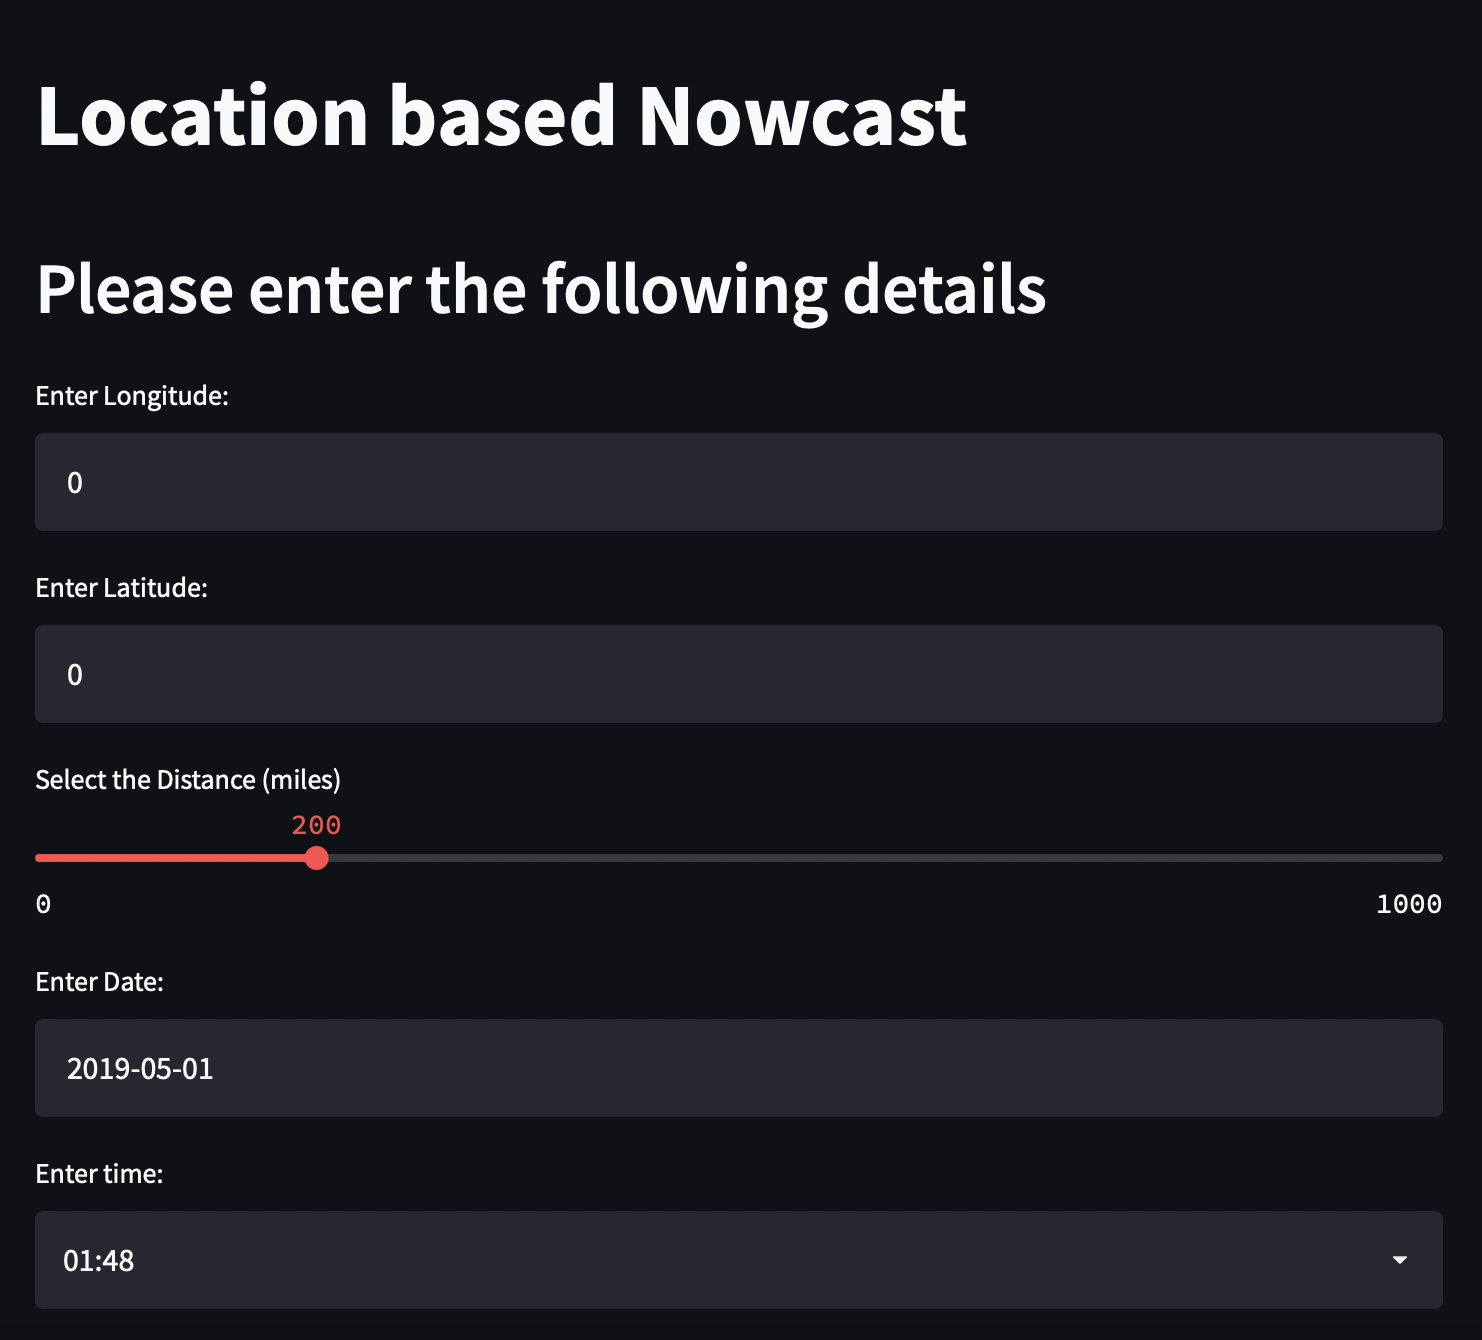 Location based Nowcast
Please enter the following details
Enter Longitude:
0
Enter Latitude:
0
Select the Distance (miles)
200
0 1000
Enter Date:
2019-05-01
Enter time:
01:48